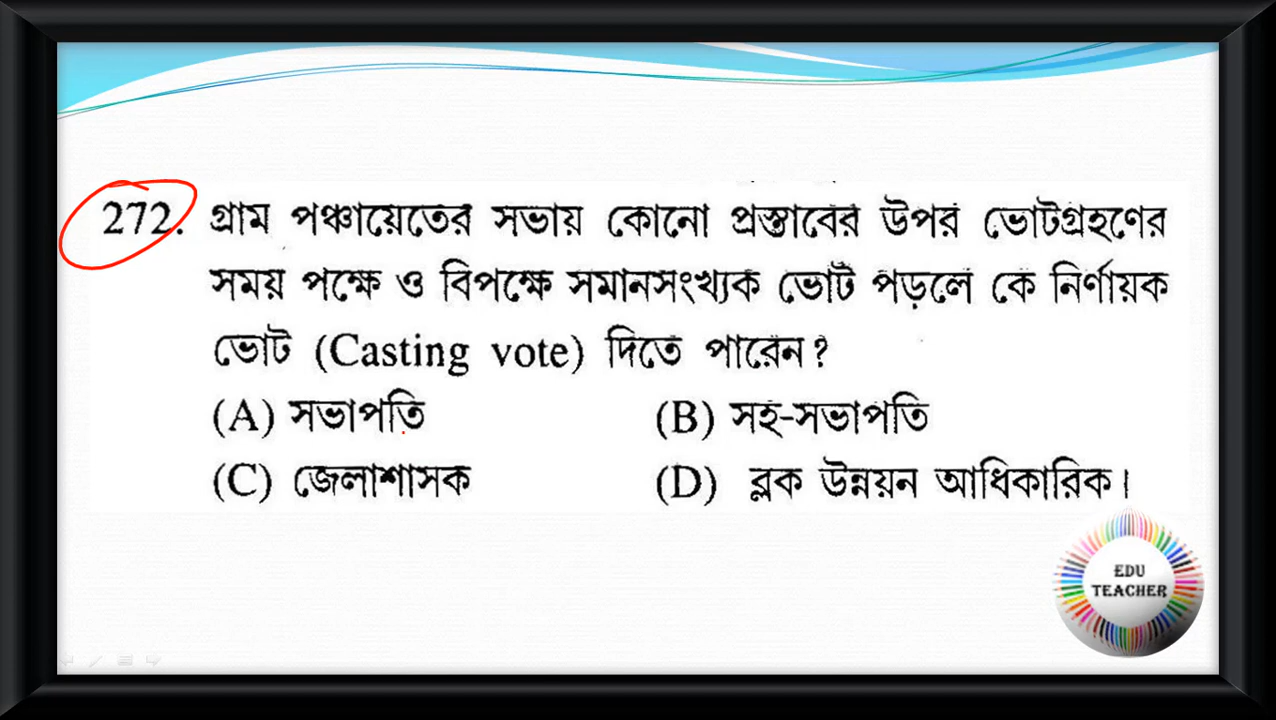 272. গ্রাম পঞ্চায়েতের সভায় কোনো প্রস্তাবের উপর ভোটগ্রহণের
সময় পক্ষে ও বিপক্ষে সমানসংখ্যক ভোট পড়লে কে নির্ণায়ক
ভোট (Casting vote) দিতে পারেন?
(A) সভাপতি (B) সহ-সভাপতি
(C) জেলাশাসক (D) ব্লক উন্নয়ন আধিকারিক।
EDU
TEACHER